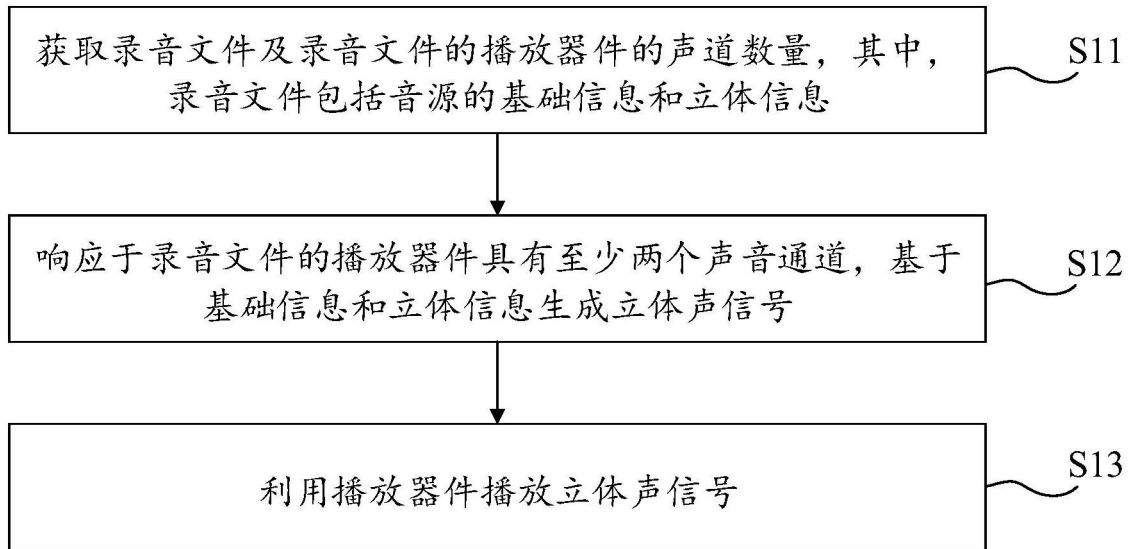 获取录音文件及录音文件的播放器件的声道数量，其中，
录音文件包括音源的基础信息和立体信息
S11
响应于录音文件的播放器件具有至少两个声音通道，基于
基础信息和立体信息生成立体声信号
S12
利用播放器件播放立体声信号
S13